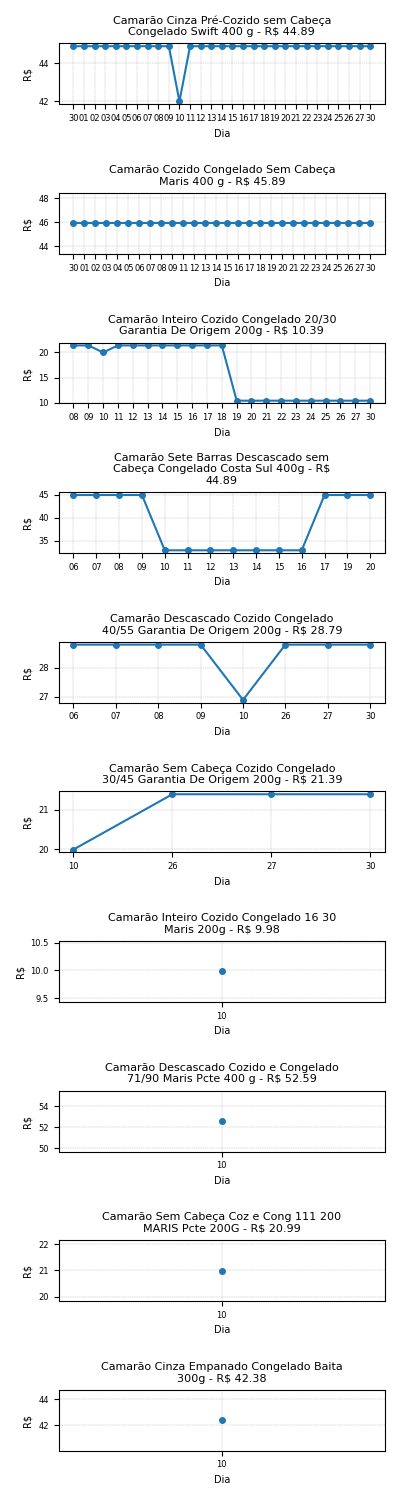 Camarão Cinza Pré-Cozido sem Cabeça
Congelado Swift 400 g - R$ 44.89
44
42
R$
30 01 02 03 04 05 06 07 08 09 10 11 12 13 14 15 16 17 18 19 20 21 22 23 24 25 26 27 30
Dia
Camarão Cozido Congelado Sem Cabeça
Maris 400 g - R$ 45.89
48
46
44
R$
30 01 02 03 04 05 06 07 08 09 11 12 13 14 15 16 17 18 19 20 21 22 23 24 25 26 27 30
Dia
Camarão Inteiro Cozido Congelado 20/30
Garantia De Origem 200g - R$ 10.39
20
15
10
R$
08 09 10 11 12 13 14 15 16 17 18 19 20 21 22 23 24 25 26 27 30
Dia
Camarão Sete Barras Descascado sem
Cabeça Congelado Costa Sul 400g - R$
44.89
45
40
35
R$
06 07 08 09 10 11 12 13 14 15 16 17 19 20
Dia
Camarão Descascado Cozido Congelado
40/55 Garantia De Origem 200g - R$ 28.79
28
27
R$
06 07 08 09 10 26 27 30
Dia
Camarão Sem Cabeça Cozido Congelado
30/45 Garantia De Origem 200g - R$ 21.39
21
20
R$
10 26 27 30
Dia
Camarão Inteiro Cozido Congelado 16 30
Maris 200g - R$ 9.98
10.5
10.0
9.5
R$
10
Dia
Camarão Descascado Cozido e Congelado
71/90 Maris Pcte 400 g - R$ 52.59
54
52
50
R$
10
Dia
Camarão Sem Cabeça Coz e Cong 111 200
MARIS Pcte 200G - R$ 20.99
22
21
20
R$
10
Dia
Camarão Cinza Empanado Congelado Baita
300g - R$ 42.38
44
42
R$
10
Dia